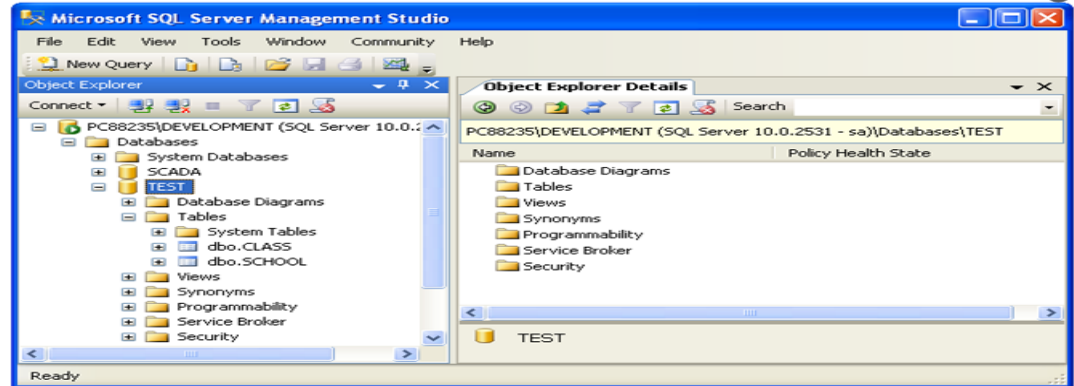 Microsoft SQL Server Management Studio
File Edit View Tools Window Community Help
New Query
Object Explorer
Connect
PC88235\DEVELOPMENT (SQL Server 10.0.2
Databases
System Databases
SCADA
TEST
Database Diagrams
Tables
System Tables
dbo.CLASS
dbo.SCHOOL
Views
Synonyms
Programmability
Service Broker
Security
Object Explorer Details
Search
PC88235\DEVELOPMENT (SQL Server 10.0.2531 - sa)\Databases\TEST
Name Policy Health State
Database Diagrams
Tables
Views
Synonyms
Programmability
Service Broker
Security
TEST
Ready